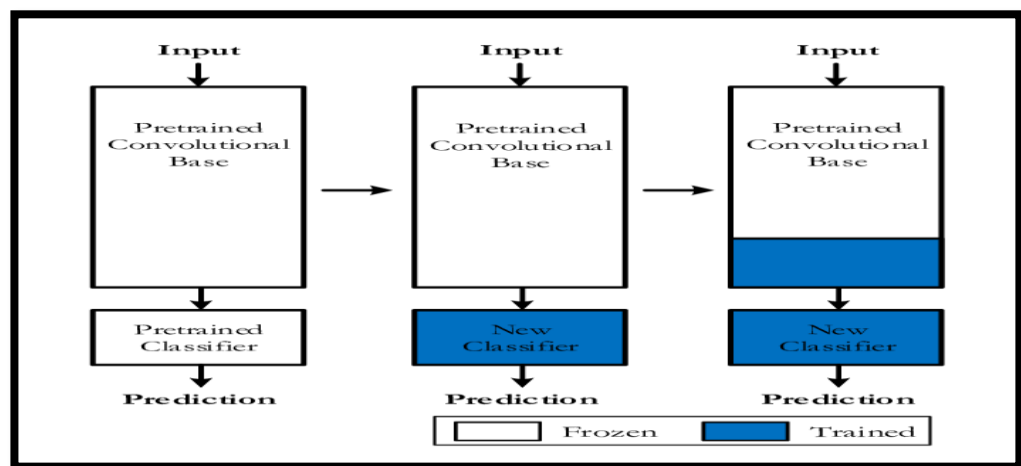 Input
Pretrained
Convolutional
Base
Pretrained
Classifier
Prediction
Input
Pretrained
Convolutional
Base
New
Classifier
Prediction
Input
Pretrained
Convolutional
Base
New
Classifier
Prediction
Frozen
Trained